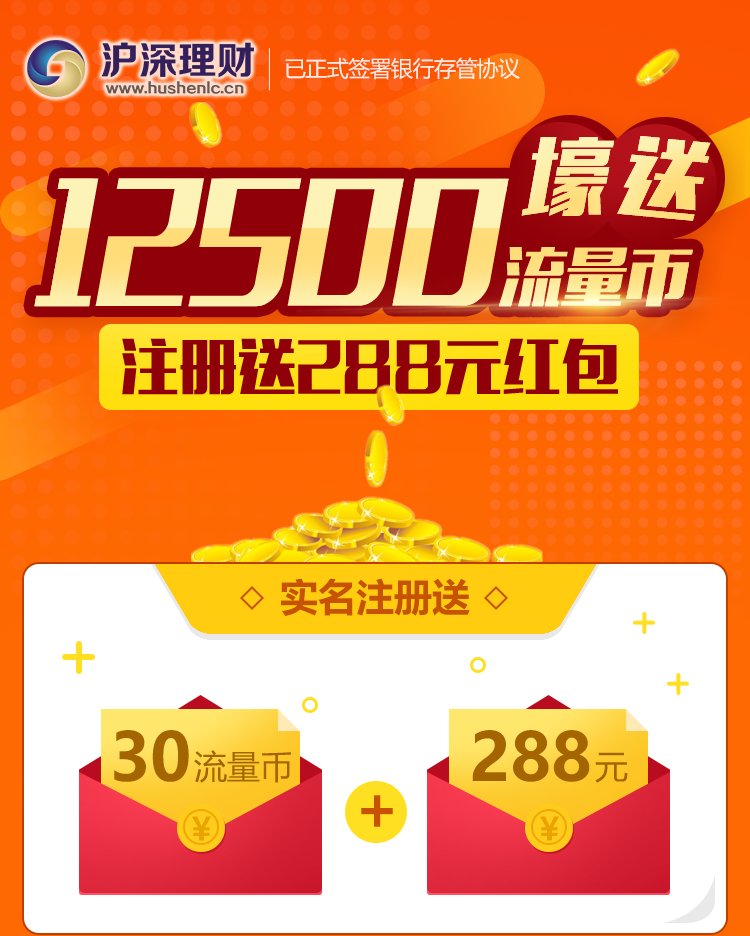 沪深理财
www.hushenlc.cn
已正式签署银行存管协议
壕送
12500
流量币
注册送288元红包
实名注册送
30流量币
+
288元
¥
¥